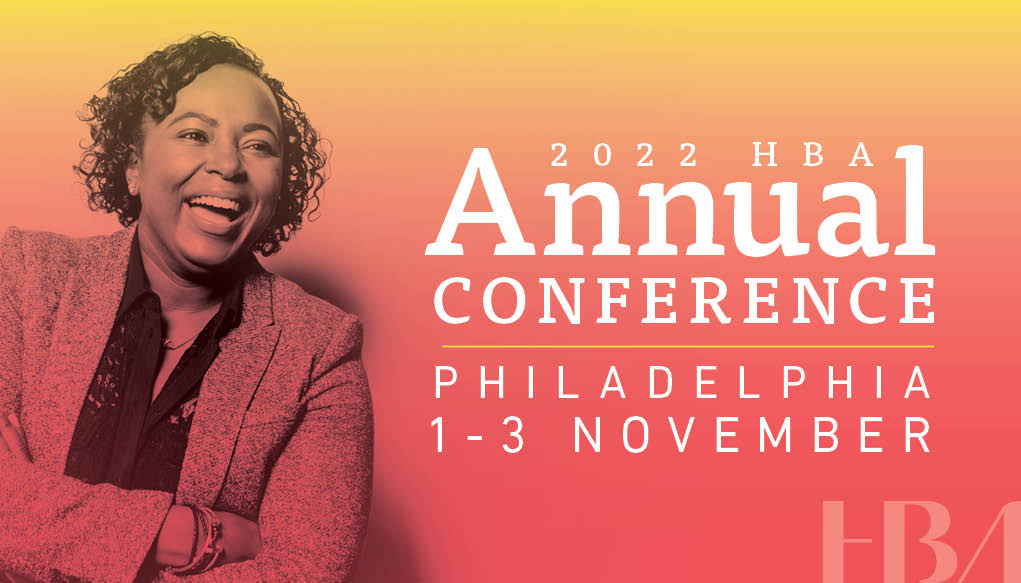 2022 HBA
Annual
CONFERENCE
PHILADELPHIA
1-3 NOVEMBER
HBA